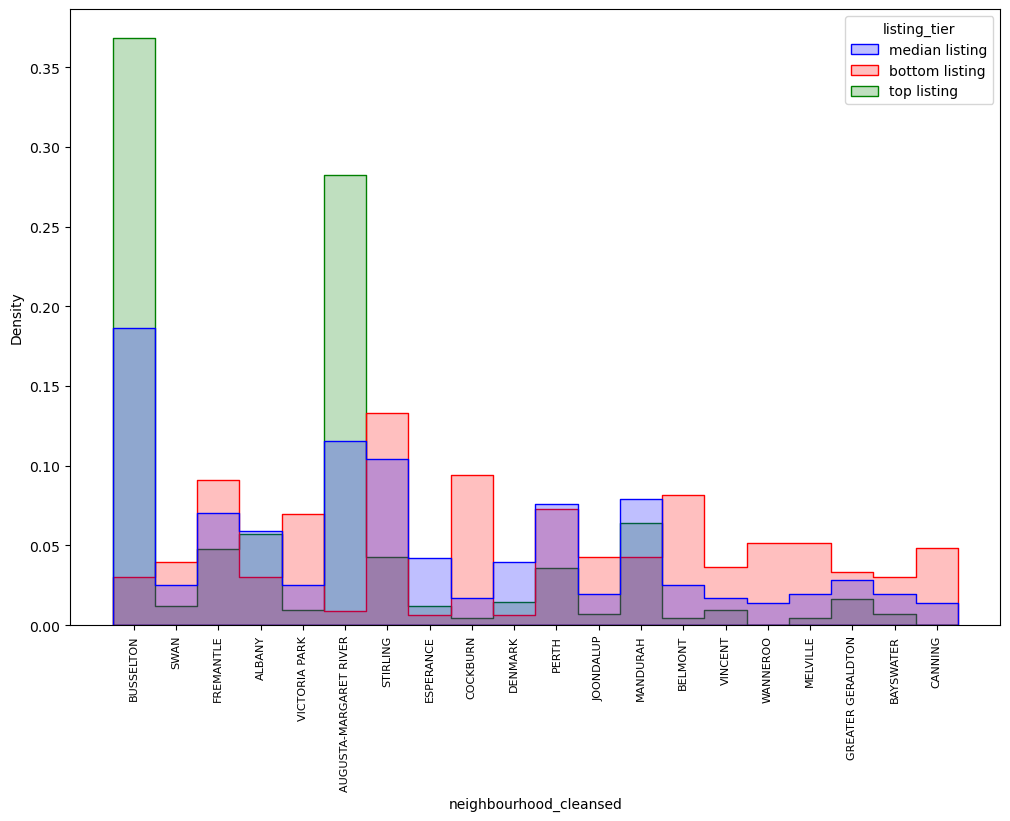 listing_tier
median listing
bottom listing
top listing
Density
0.35
0.30
0.25
0.20
0.15
0.10
0.05
0.00
BUSSELTON
SWAN
FREMANTLE
ALBANY
VICTORIA PARK
AUGUSTA-MARGARET RIVER
STIRLING
ESPERANCE
COCKBURN
DENMARK
PERTH
JOONDALUP
MANDURAH
BELMONT
VINCENT
WANNEROO
MELVILLE
GREATER GERALDTON
BAYSWATER
CANNING
neighbourhood_cleansed